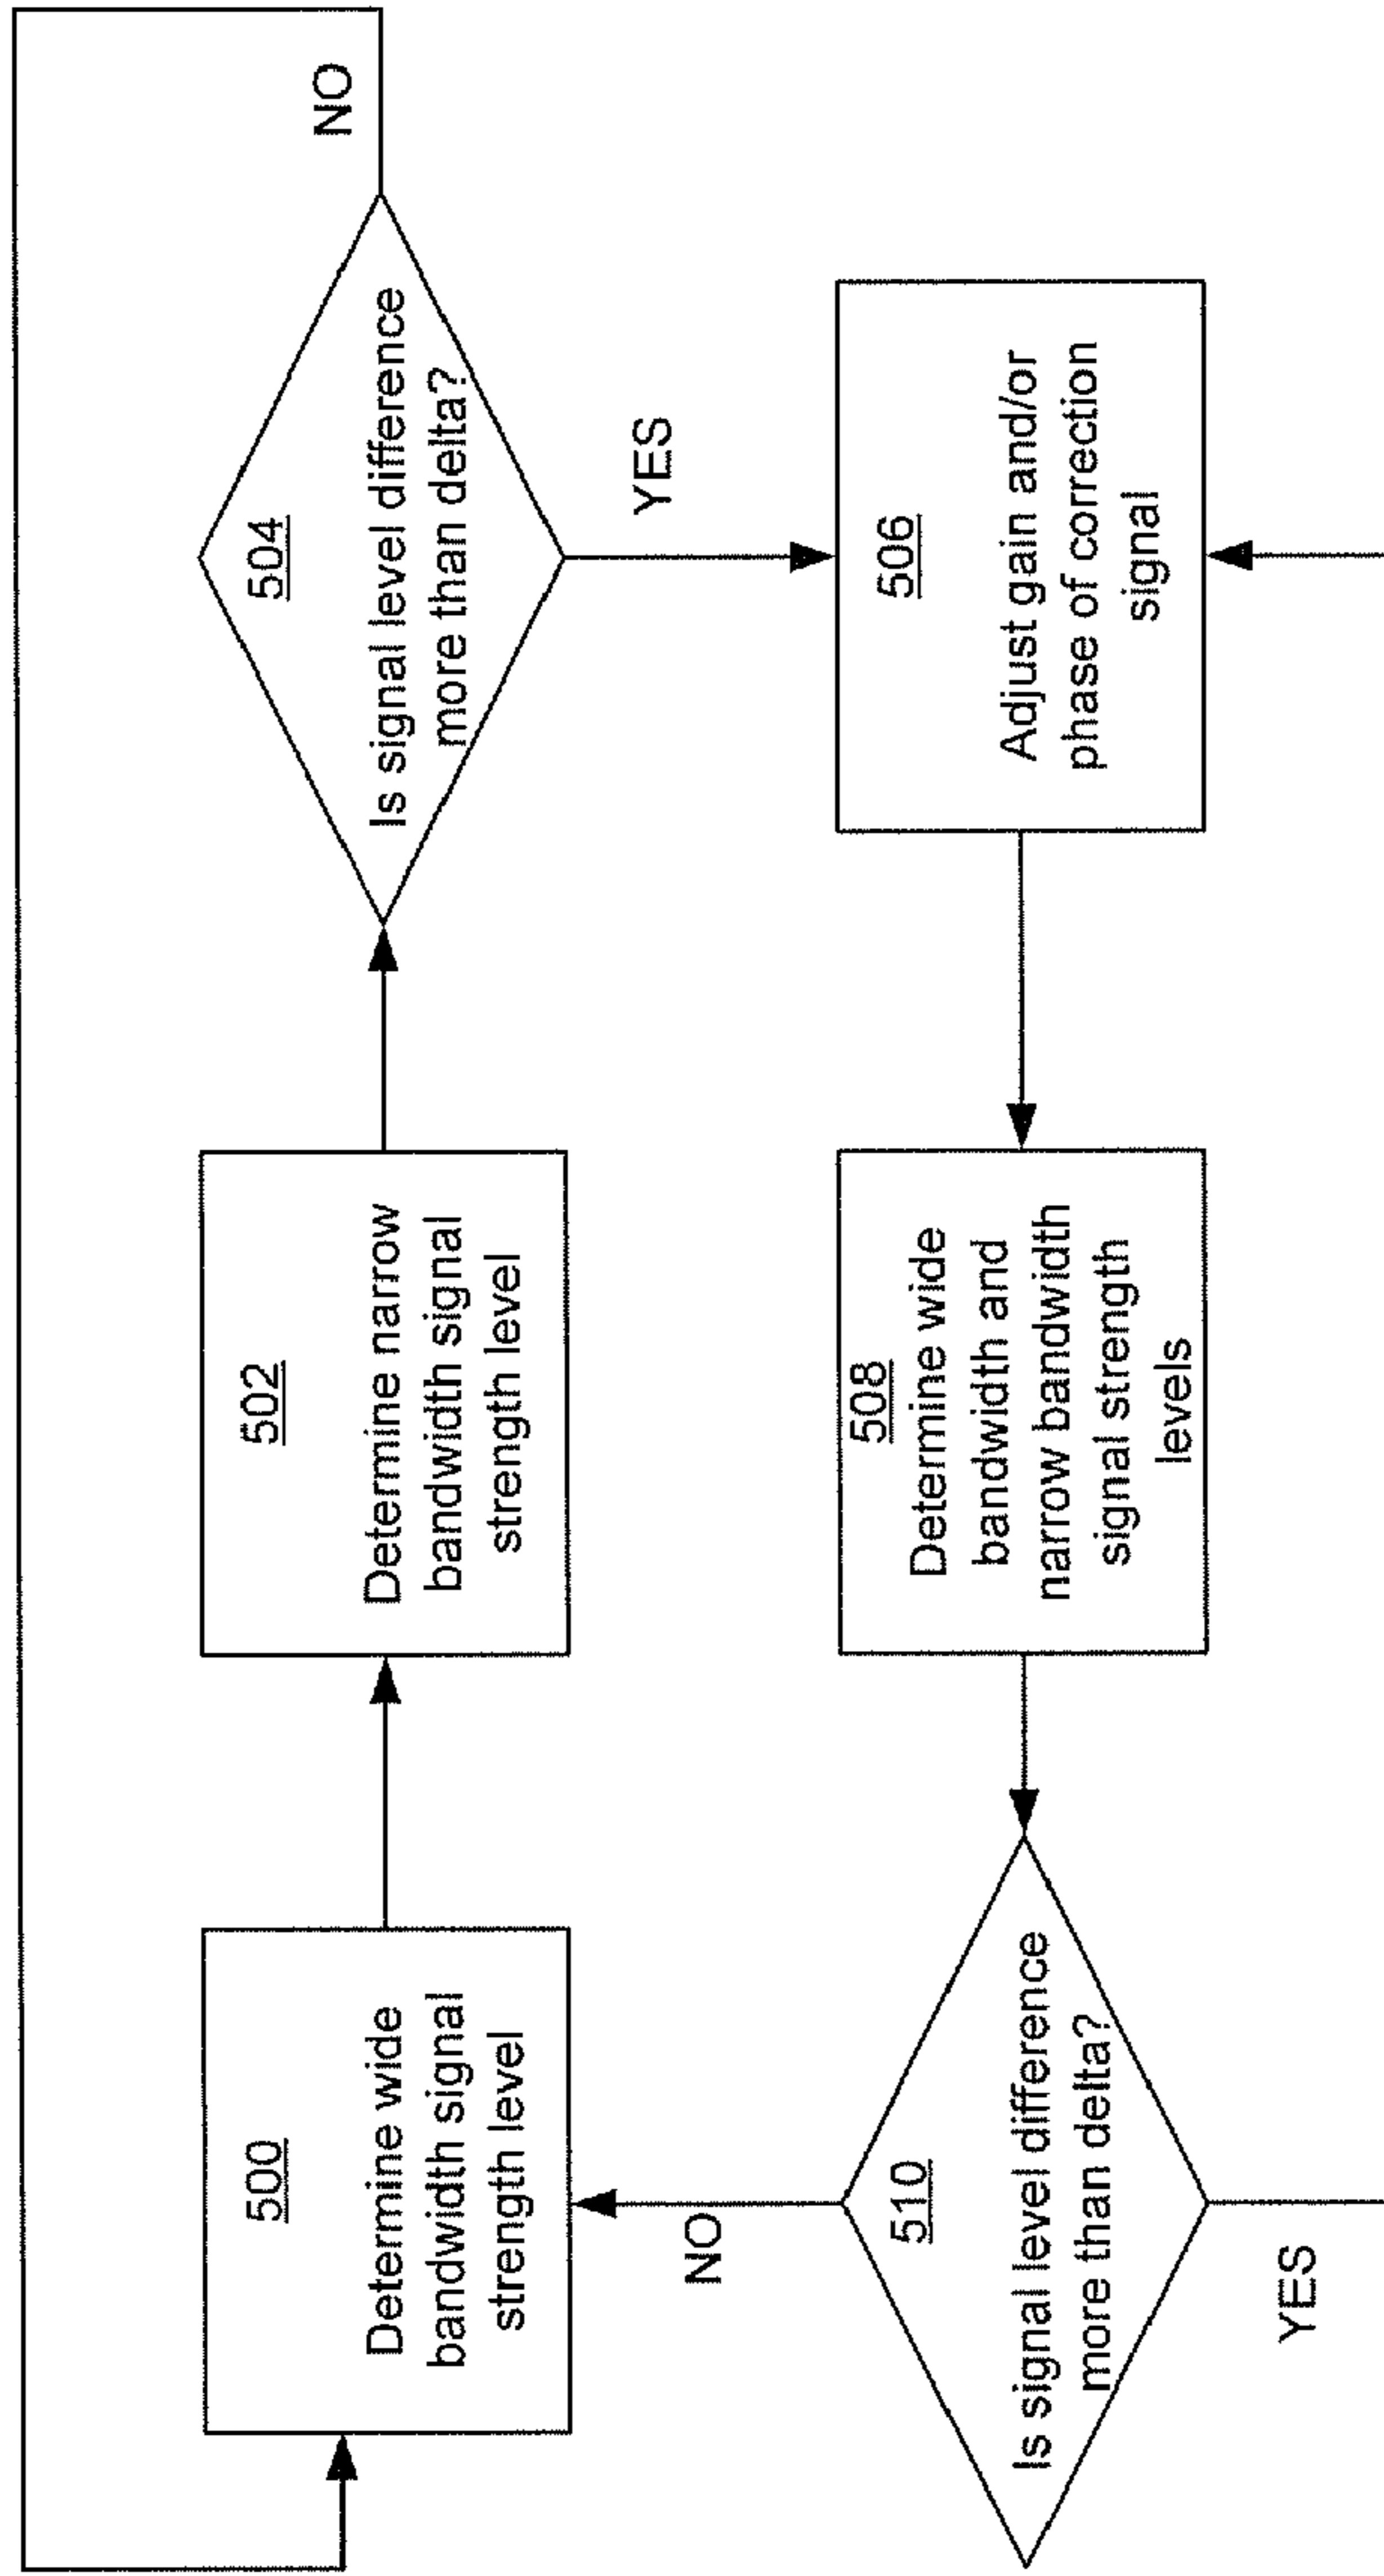 500
Determine wide
bandwidth signal
strength level
502
Determine narrow
bandwidth signal
strength level
504
Is signal level difference
more than delta?
NO
YES
506
Adjust gain and/or
phase of correction
signal
508
Determine wide
bandwidth and
narrow bandwidth
signal strength
levels
510
Is signal level difference
more than delta?
NO
YES